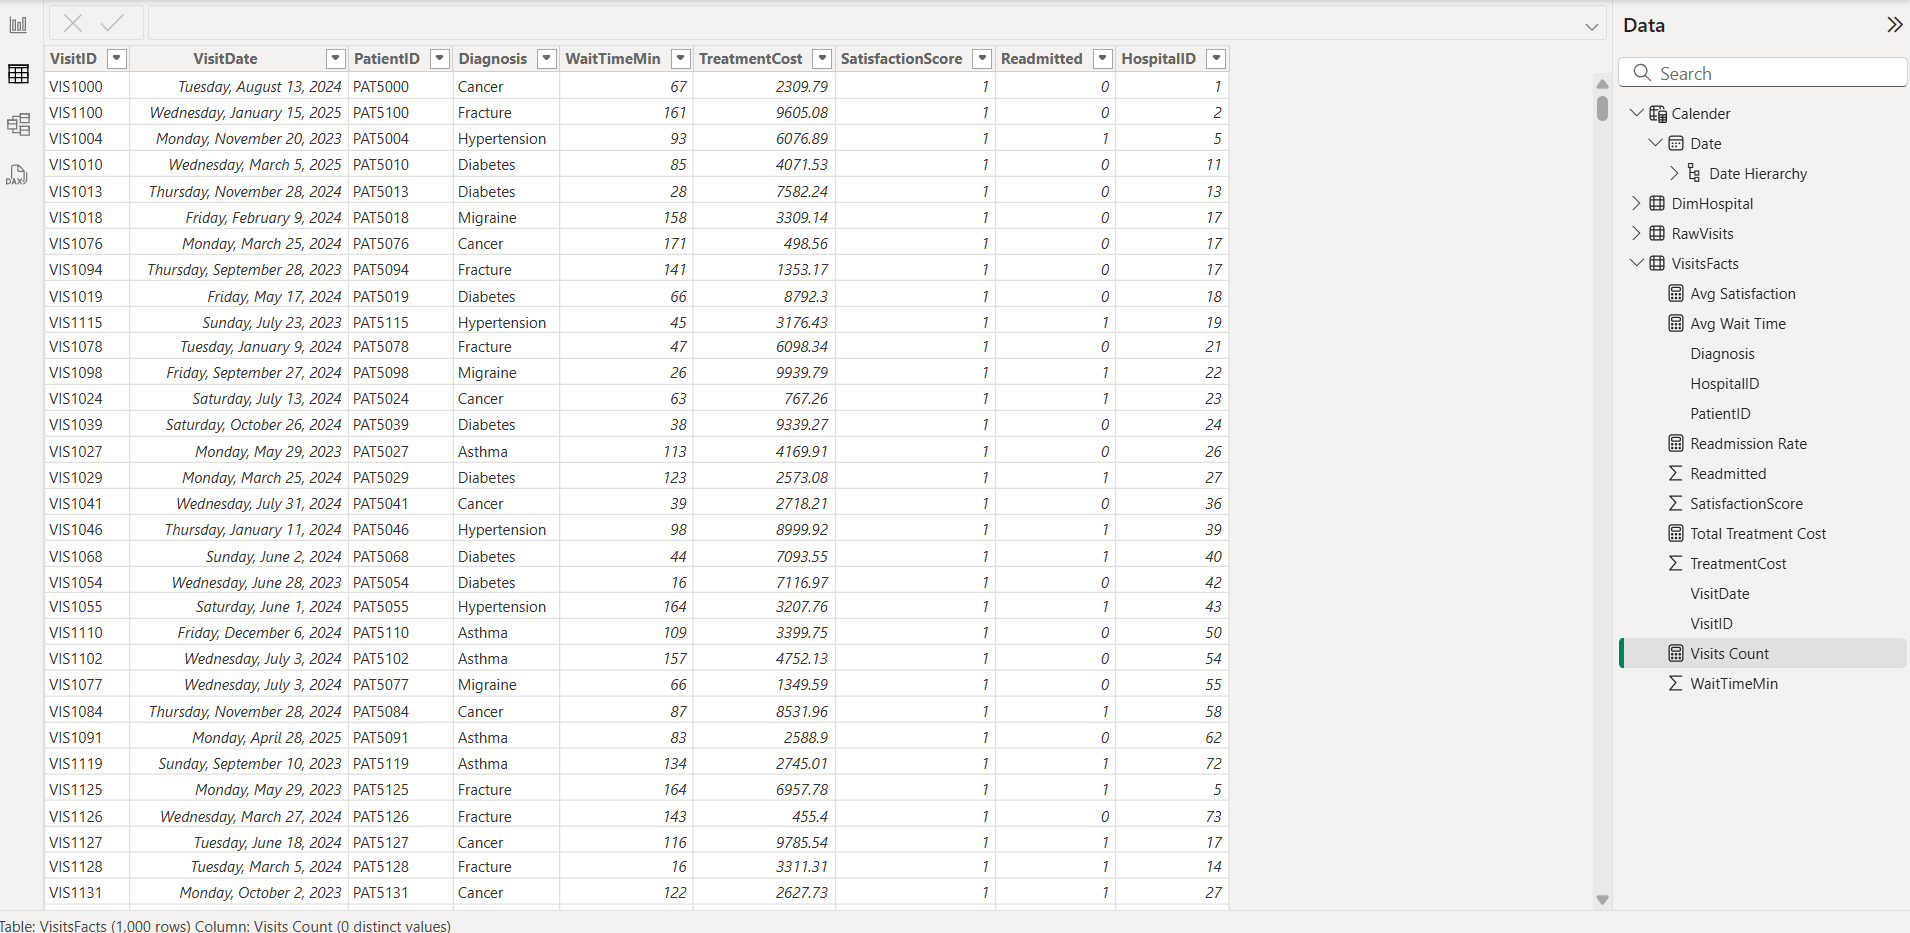 Data
Search
VisitID VisitDate PatientID Diagnosis WaitTimeMin TreatmentCost SatisfactionScore Readmitted HospitalID
VIS1000 Tuesday, August 13, 2024 PAT5000 Cancer 67 2309.79 1 0 1
VIS1100 Wednesday, January 15, 2025 PAT5100 Fracture 161 9605.08 1 0 2
VIS1004 Monday, November 20, 2023 PAT5004 Hypertension 93 6076.89 1 1 5
VIS1010 Wednesday, March 5, 2025 PAT5010 Diabetes 85 4071.53 1 0 11
VIS1013 Thursday, November 28, 2024 PAT5013 Diabetes 28 7582.24 1 0 13
VIS1018 Friday, February 9, 2024 PAT5018 Migraine 158 3309.14 1 0 17
VIS1076 Monday, March 25, 2024 PAT5076 Cancer 171 498.56 1 0 17
VIS1094 Thursday, September 28, 2023 PAT5094 Fracture 141 1353.17 1 0 17
VIS1019 Friday, May 17, 2024 PAT5019 Diabetes 66 8792.3 1 0 18
VIS1115 Sunday, July 23, 2023 PAT5115 Hypertension 45 3176.43 1 1 19
VIS1078 Tuesday, January 9, 2024 PAT5078 Fracture 47 6098.34 1 0 21
VIS1098 Friday, September 27, 2024 PAT5098 Migraine 26 9939.79 1 1 22
VIS1024 Saturday, July 13, 2024 PAT5024 Cancer 63 767.26 1 1 23
VIS1039 Saturday, October 26, 2024 PAT5039 Diabetes 38 9339.27 1 0 24
VIS1027 Monday, May 29, 2023 PAT5027 Asthma 113 4169.91 1 0 26
VIS1029 Monday, March 25, 2024 PAT5029 Diabetes 123 2573.08 1 1 27
VIS1041 Wednesday, July 31, 2024 PAT5041 Cancer 39 2718.21 1 0 36
VIS1046 Thursday, January 11, 2024 PAT5046 Hypertension 98 8999.92 1 1 39
VIS1068 Sunday, June 2, 2024 PAT5068 Diabetes 44 7093.55 1 1 40
VIS1054 Wednesday, June 28, 2023 PAT5054 Diabetes 16 7116.97 1 0 42
VIS1055 Saturday, June 1, 2024 PAT5055 Hypertension 164 3207.76 1 1 43
VIS1110 Friday, December 6, 2024 PAT5110 Asthma 109 3399.75 1 0 50
VIS1102 Wednesday, July 3, 2024 PAT5102 Asthma 157 4752.13 1 0 54
VIS1077 Wednesday, July 3, 2024 PAT5077 Migraine 66 1349.59 1 0 55
VIS1084 Thursday, November 28, 2024 PAT5084 Cancer 87 8531.96 1 1 58
VIS1091 Monday, April 28, 2025 PAT5091 Asthma 83 2588.9 1 0 62
VIS1119 Sunday, September 10, 2023 PAT5119 Asthma 134 2745.01 1 1 72
VIS1125 Monday, May 29, 2023 PAT5125 Fracture 164 6957.78 1 1 5
VIS1126 Wednesday, March 27, 2024 PAT5126 Fracture 143 455.4 1 0 73
VIS1127 Tuesday, June 18, 2024 PAT5127 Cancer 116 9785.54 1 1 17
VIS1128 Tuesday, March 5, 2024 PAT5128 Fracture 16 3311.31 1 1 14
VIS1131 Monday, October 2, 2023 PAT5131 Cancer 122 2627.73 1 1 27
Calender
Date
Date Hierarchy
DimHospital
RawVisits
VisitsFacts
Avg Satisfaction
Avg Wait Time
Diagnosis
HospitalID
PatientID
Readmission Rate
Readmitted
SatisfactionScore
Total Treatment Cost
TreatmentCost
VisitDate
VisitID
Visits Count
WaitTimeMin
DAX
Table: VisitsFacts (1,000 rows) Column: Visits Count (0 distinct values)